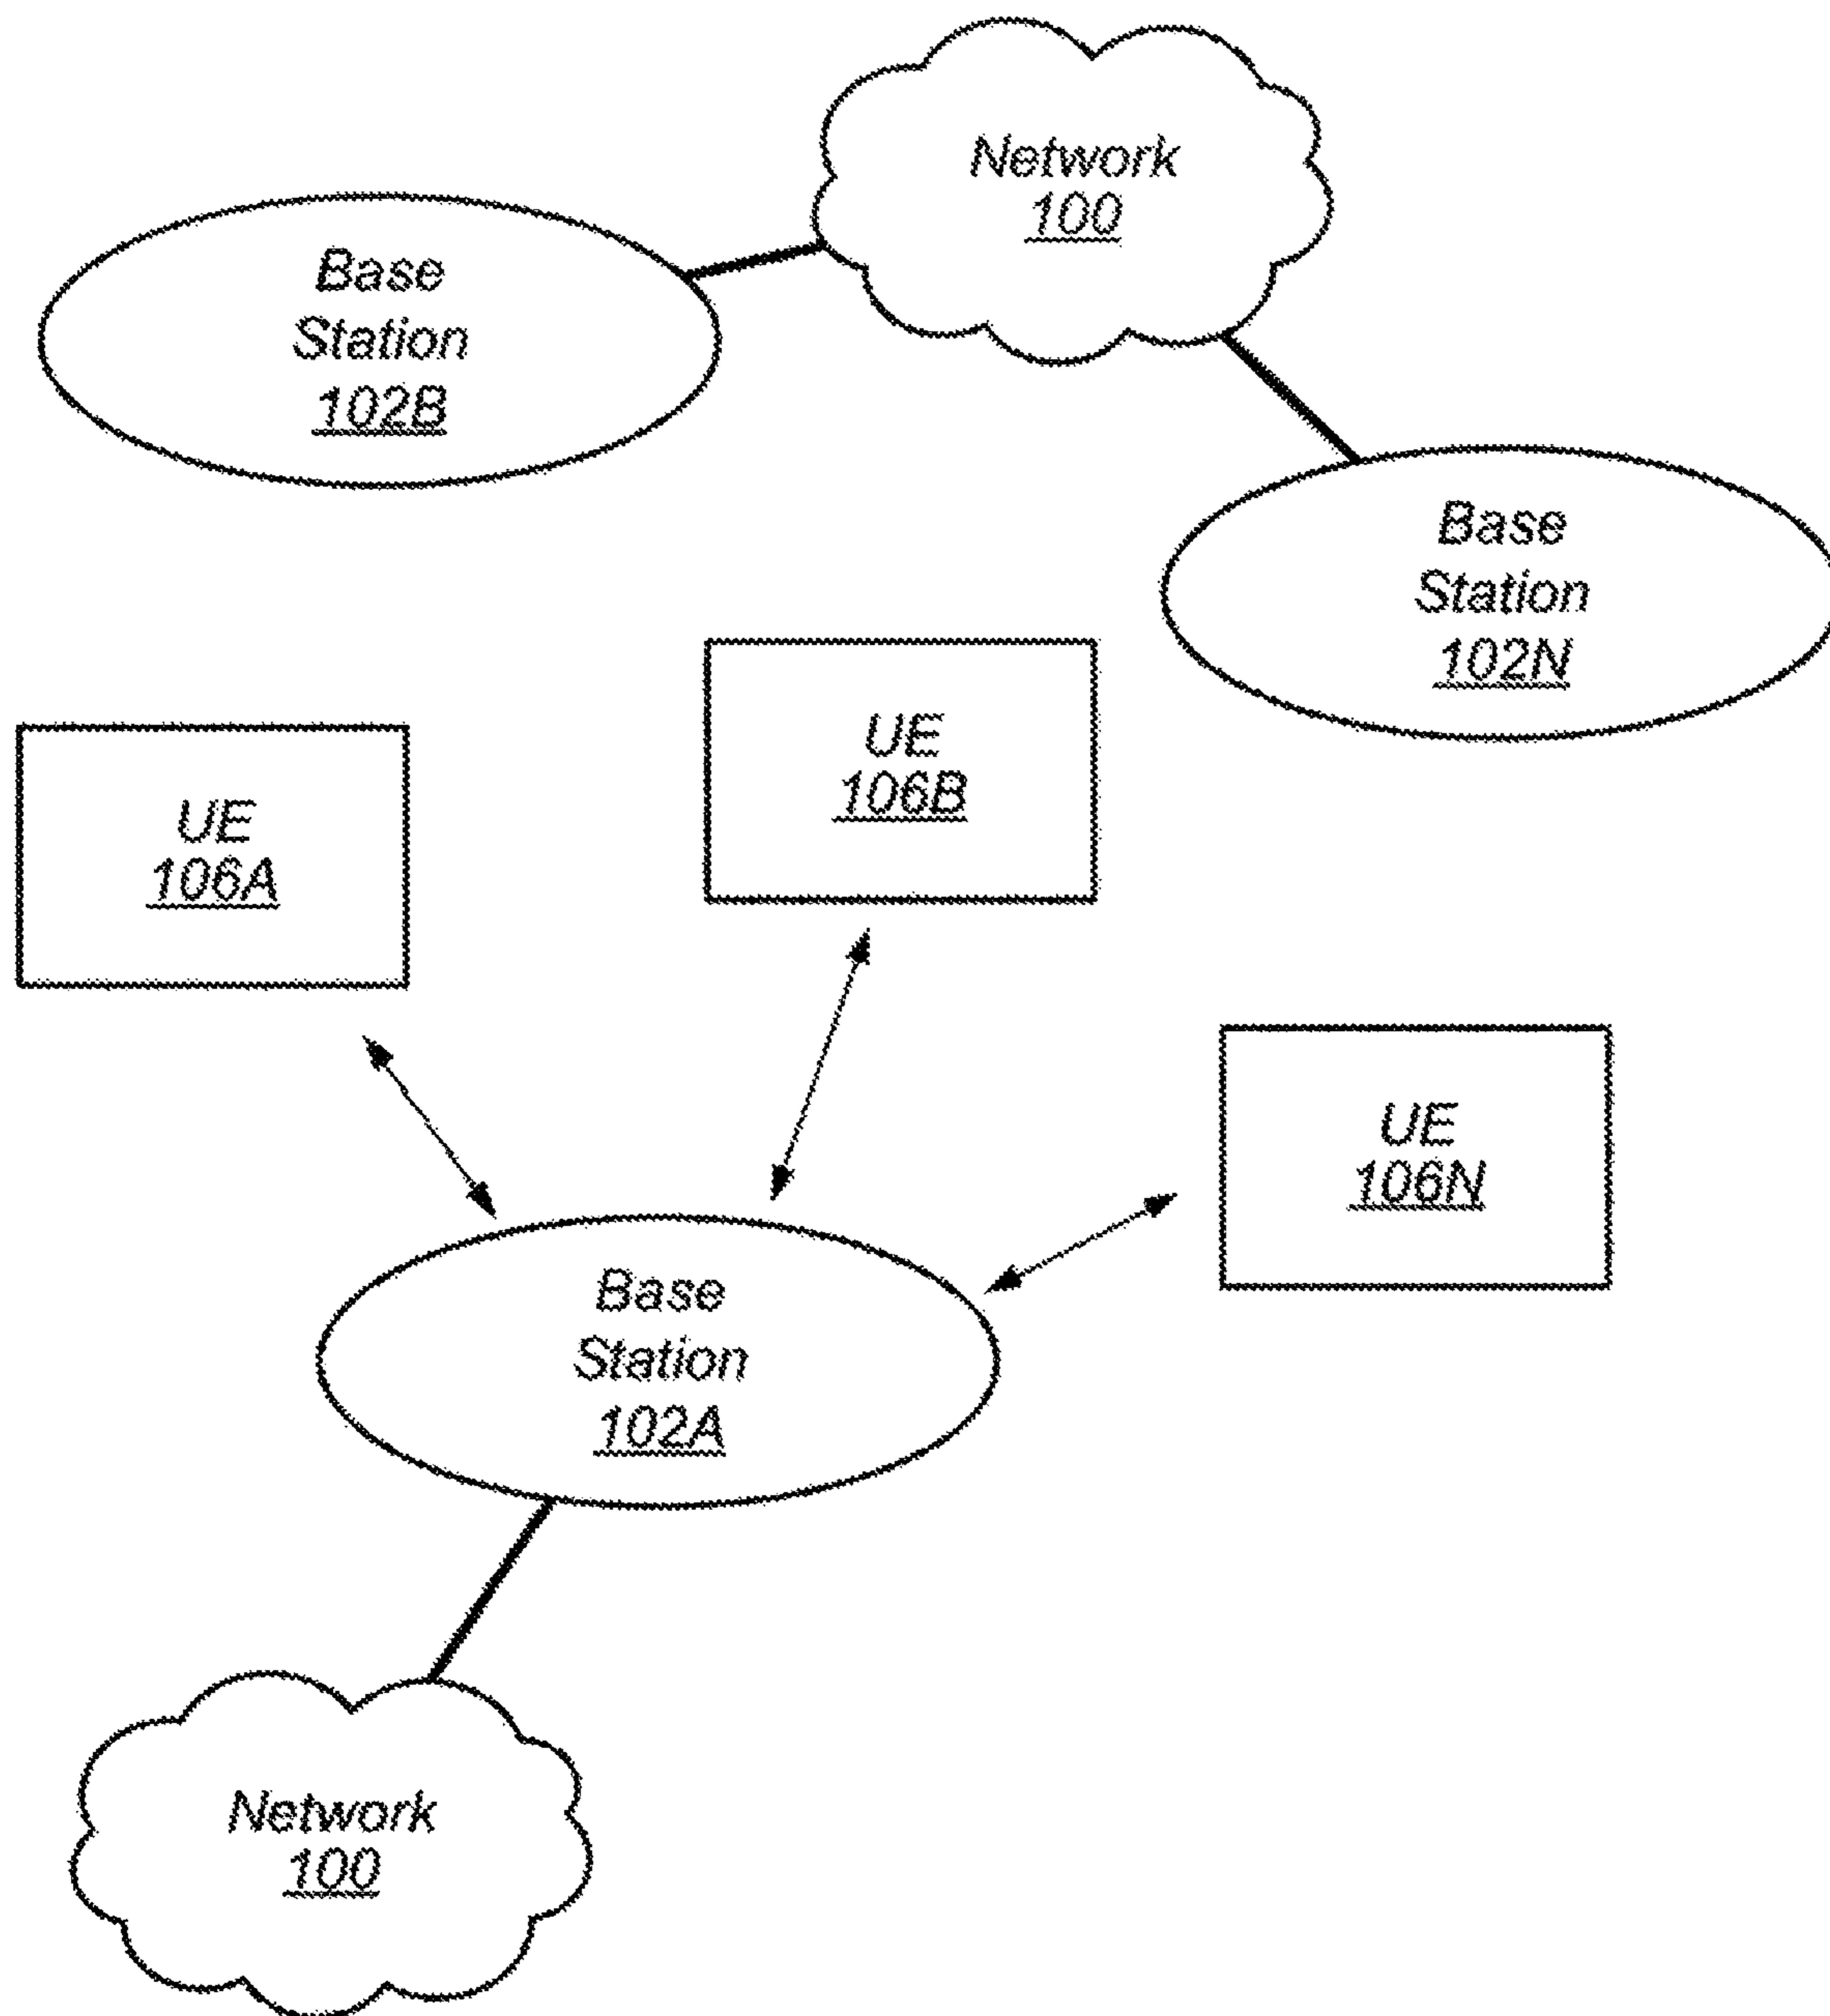 Network
100
Base
Station
102B
Base
Station
102N
UE
106B
UE
106A
UE
106N
Base
Station
102A
Network
100